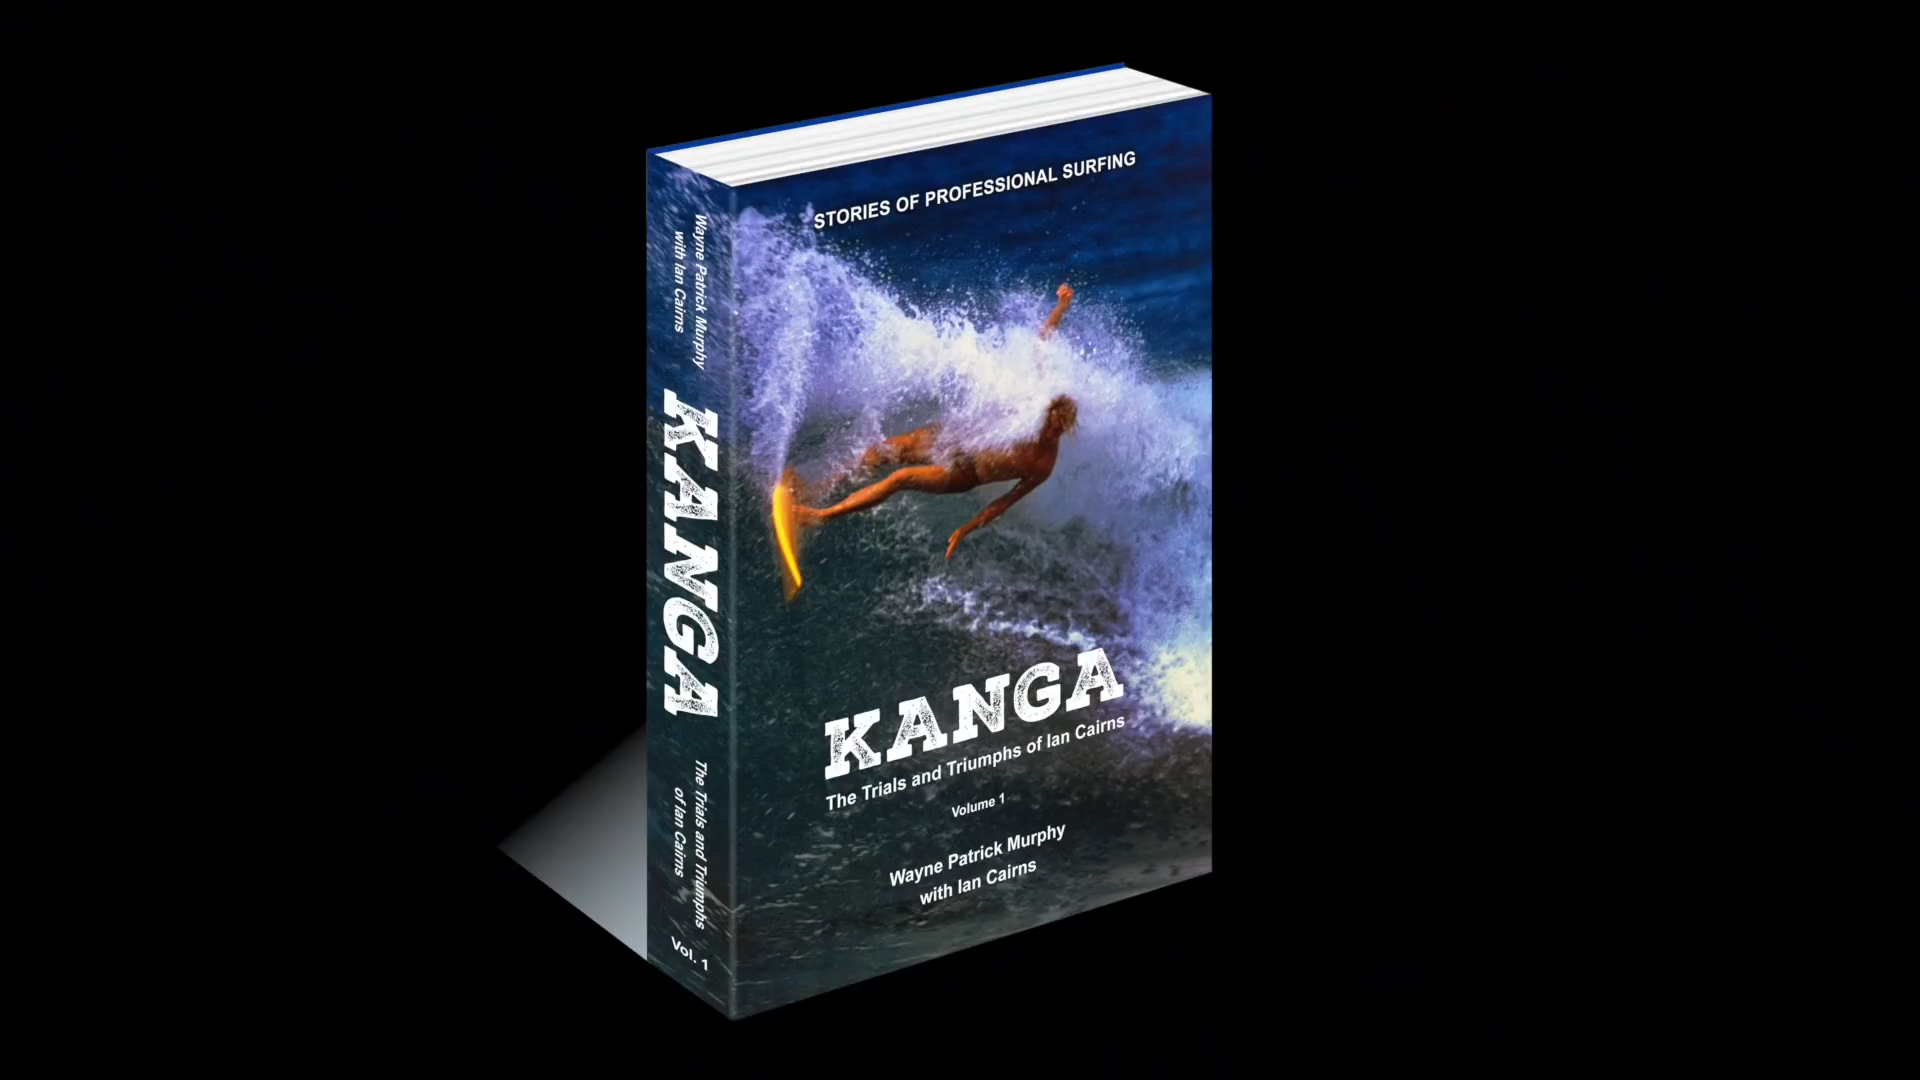 STORIES OF PROFESSIONAL SURFING
KANGA
The Trials and Triumphs of Ian Cairns
Volume 1
Wayne Patrick Murphy
with Ian Cairns
Wayne Patrick Murphy
with Ian Cairns
KANGA
The Trials and Triumphs
of Ian Cairns
Vol. 1